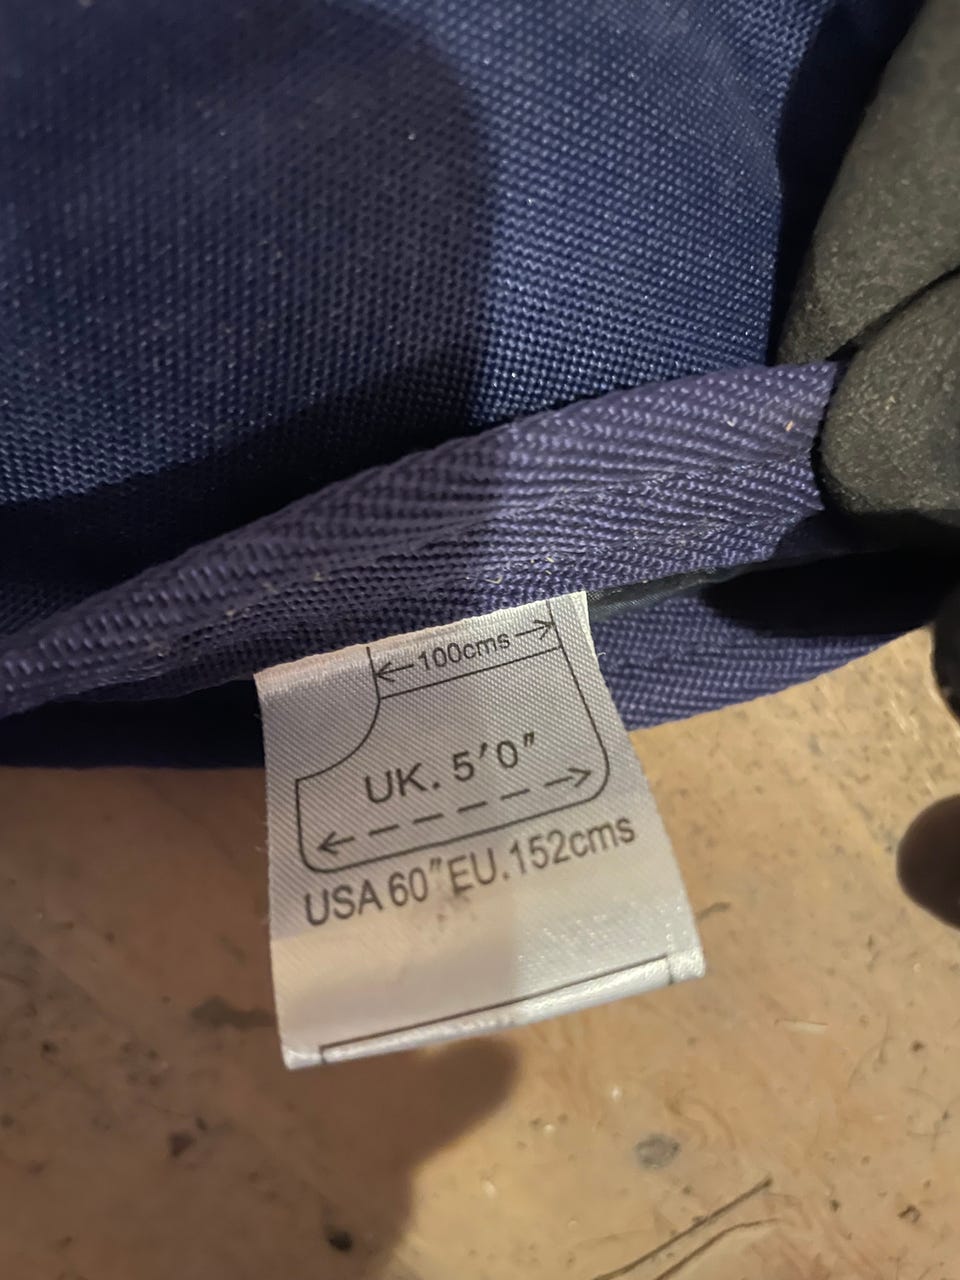 100cms
UK. 5'0"
USA 60" EU. 152cms